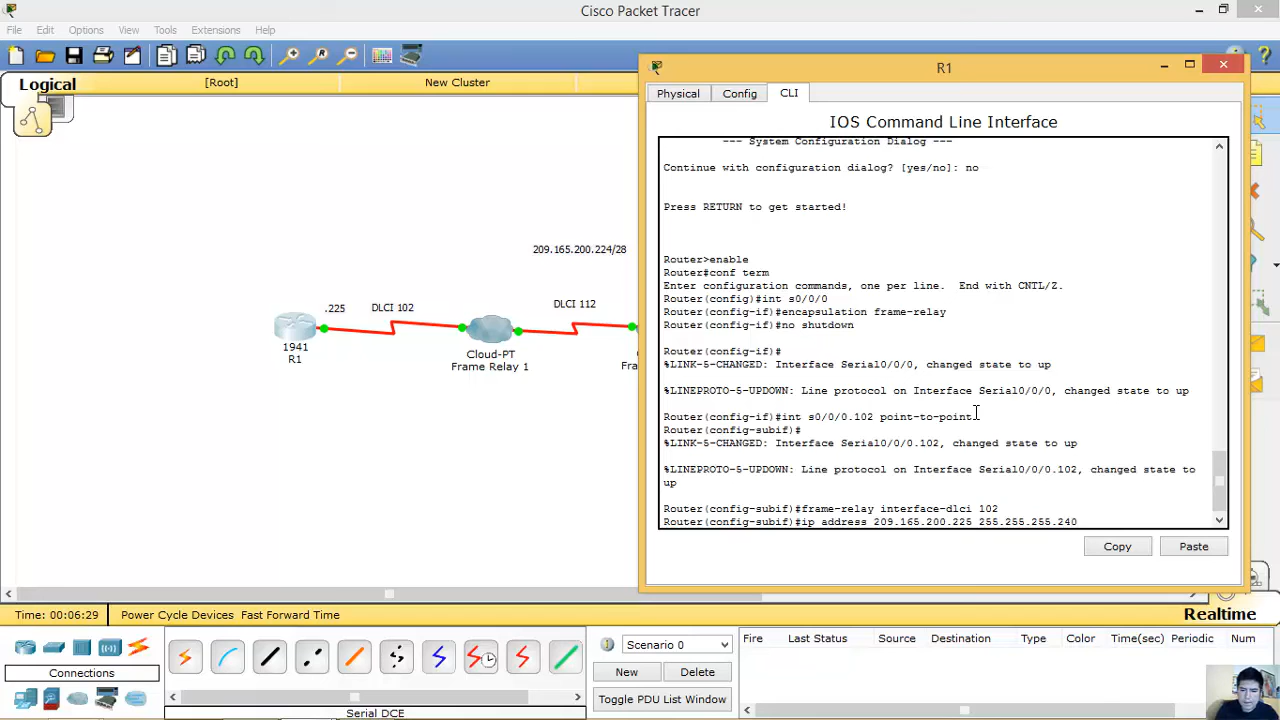 Cisco Packet Tracer
File Edit Options View Tools Extensions Help
Logical
[Root]
New Cluster
209.165.200.224/28
.225
DLCI 102
DLCI 112
1941
R1
Cloud-PT
Frame Relay 1
Fra
R1
Physical Config CLI
IOS Command Line Interface
--- System Configuration Dialog ---
Continue with configuration dialog? [yes/no]: no
Press RETURN to get started!
Router>enable
Router#conf term
Enter configuration commands, one per line.  End with CNTL/Z.
Router(config)#int s0/0/0
Router(config-if)#encapsulation frame-relay
Router(config-if)#no shutdown
Router(config-if)#
%LINK-5-CHANGED: Interface Serial0/0/0, changed state to up
%LINEPROTO-5-UPDOWN: Line protocol on Interface Serial0/0/0, changed state to up
Router(config-if)#int s0/0/0.102 point-to-point
Router(config-subif)#
%LINK-5-CHANGED: Interface Serial0/0/0.102, changed state to up
%LINEPROTO-5-UPDOWN: Line protocol on Interface Serial0/0/0.102, changed state to
up
Router(config-subif)#frame-relay interface-dlci 102
Router(config-subif)#ip address 209.165.200.225 255.255.255.240
Copy Paste
Time: 00:06:29 Power Cycle Devices Fast Forward Time
Realtime
Connections
Serial DCE
Scenario 0
New Delete
Toggle PDU List Window
Fire Last Status Source Destination Type Color Time(sec) Periodic Num